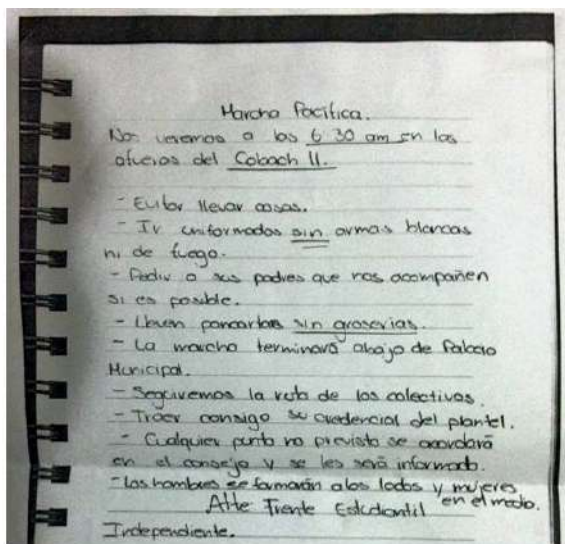 Marcha Pacífica.
Nos veremos a las 6:30 am en las
afueras del Cobach 11.
- Evitar llevar cosas.
- Ir uniformados sin armas blancas
ni de fuego.
- Pedir a sus padres que nos acompañen
si es posible.
- Lleven pancartas sin groserias.
- La marcha terminará abajo de Palacio
Municipal.
- Seguiremos la ruta de los colectivos.
- Traer consigo su credencial del plantel.
- Cualquier punto no previsto se acordará
en el consejo y se les será informado.
- Los hombres se formarán a los lados y mujeres
en el medio.
Atte Frente Estudiantil
Independiente.